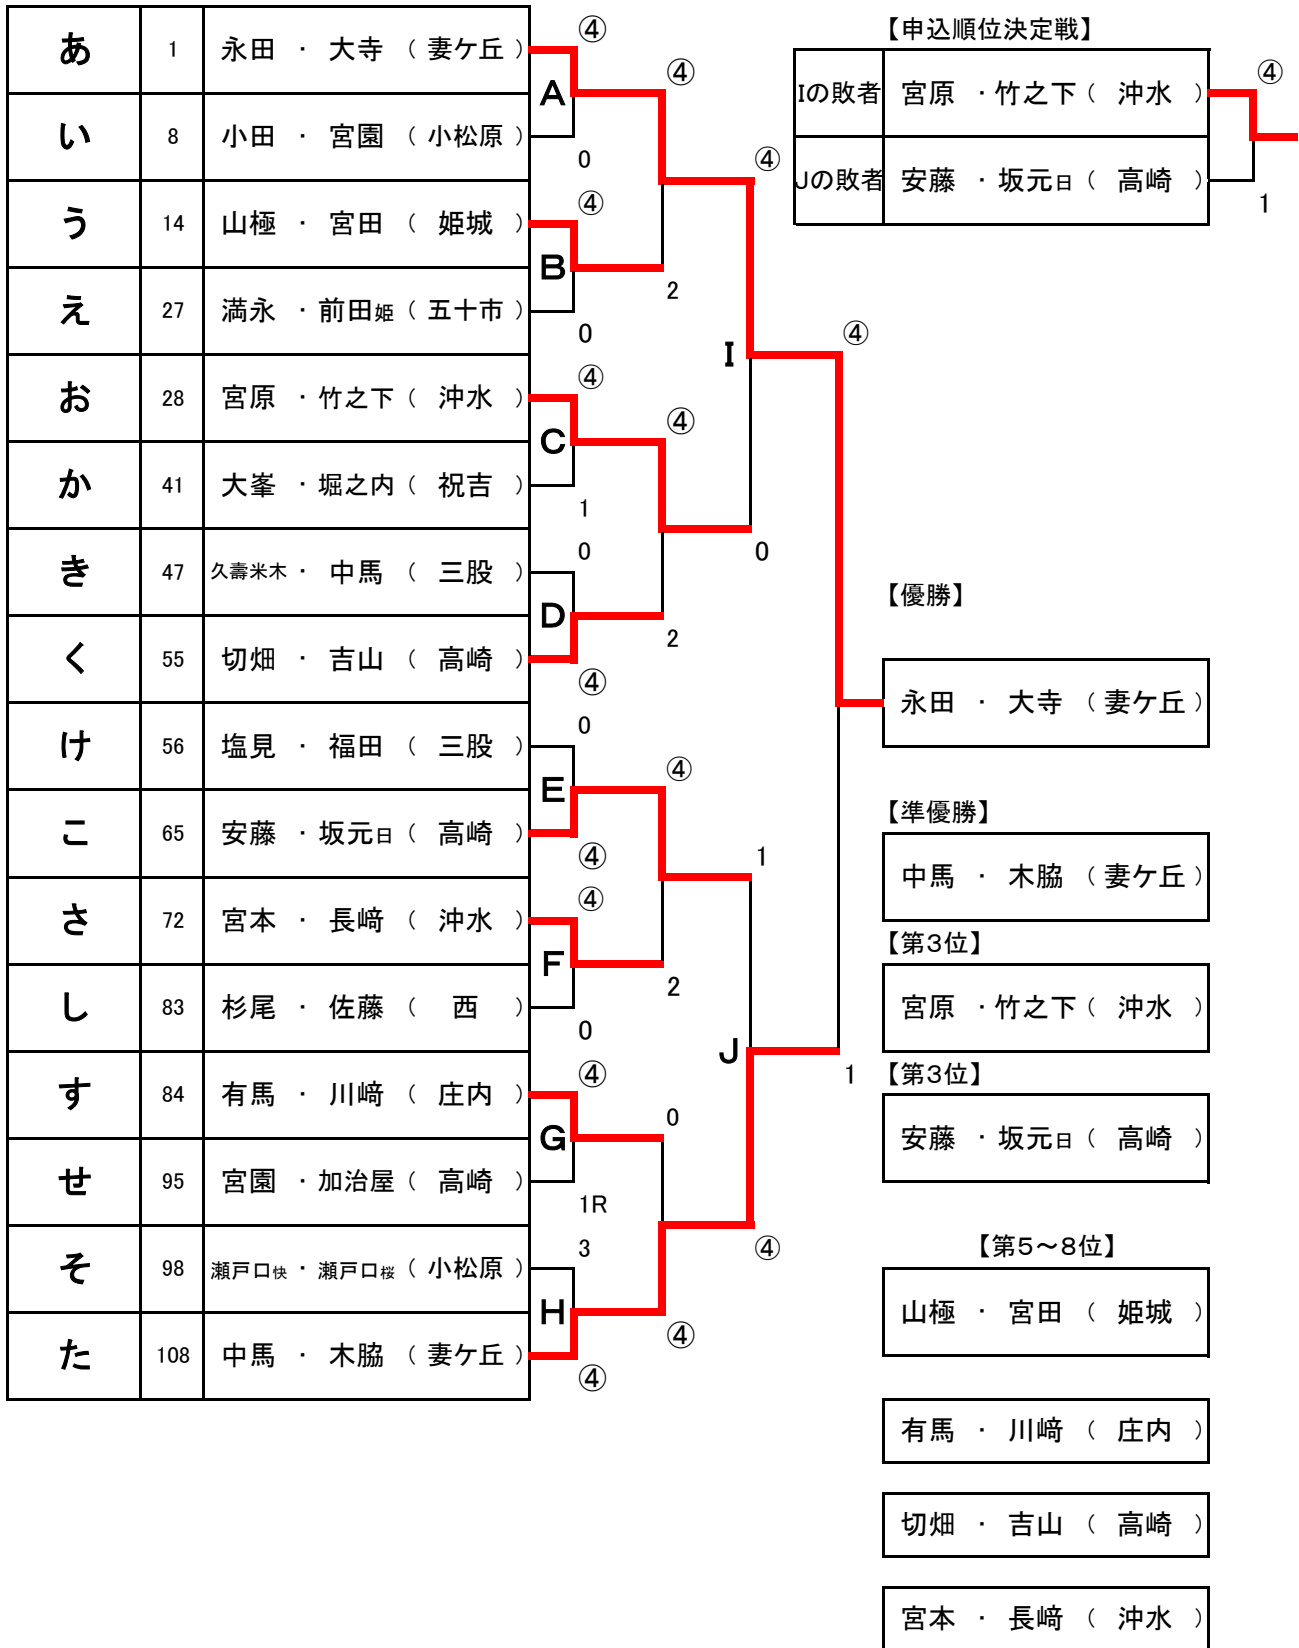 あ 1 永田 ・ 大寺 （ 妻ケ丘 ）
い 8 小田 ・ 宮園 （ 小松原 ）
う 14 山極 ・ 宮田 （ 姫城 ）
え 27 満永 ・ 前田姫 （ 五十市 ）
お 28 宮原 ・ 竹之下 （ 沖水 ）
か 41 大峯 ・ 堀之内 （ 祝吉 ）
き 47 久壽米木 ・ 中馬 （ 三股 ）
く 55 切畑 ・ 吉山 （ 高崎 ）
け 56 塩見 ・ 福田 （ 三股 ）
こ 65 安藤 ・ 坂元日 （ 高崎 ）
さ 72 宮本 ・ 長﨑 （ 沖水 ）
し 83 杉尾 ・ 佐藤 （ 西 ）
す 84 有馬 ・ 川﨑 （ 庄内 ）
せ 95 宮園 ・ 加治屋 （ 高崎 ）
そ 98 瀬戸口快 ・ 瀬戸口桜 （ 小松原 ）
た 108 中馬 ・ 木脇 （ 妻ケ丘 ）
④
A
0
④
B
0
④
C
1
0
D
④
0
E
④
④
F
0
④
G
1R
3
H
④
④
2
④
2
④
2
0
④
④
I
0
1
J
④
④
1
【申込順位決定戦】
Iの敗者 宮原 ・ 竹之下 （ 沖水 ）
Jの敗者 安藤 ・ 坂元日 （ 高崎 ）
④
1
【優勝】
永田 ・ 大寺 （ 妻ケ丘 ）
【準優勝】
中馬 ・ 木脇 （ 妻ケ丘 ）
【第3位】
宮原 ・ 竹之下 （ 沖水 ）
【第3位】
安藤 ・ 坂元日 （ 高崎 ）
【第5～8位】
山極 ・ 宮田 （ 姫城 ）
有馬 ・ 川﨑 （ 庄内 ）
切畑 ・ 吉山 （ 高崎 ）
宮本 ・ 長﨑 （ 沖水 ）